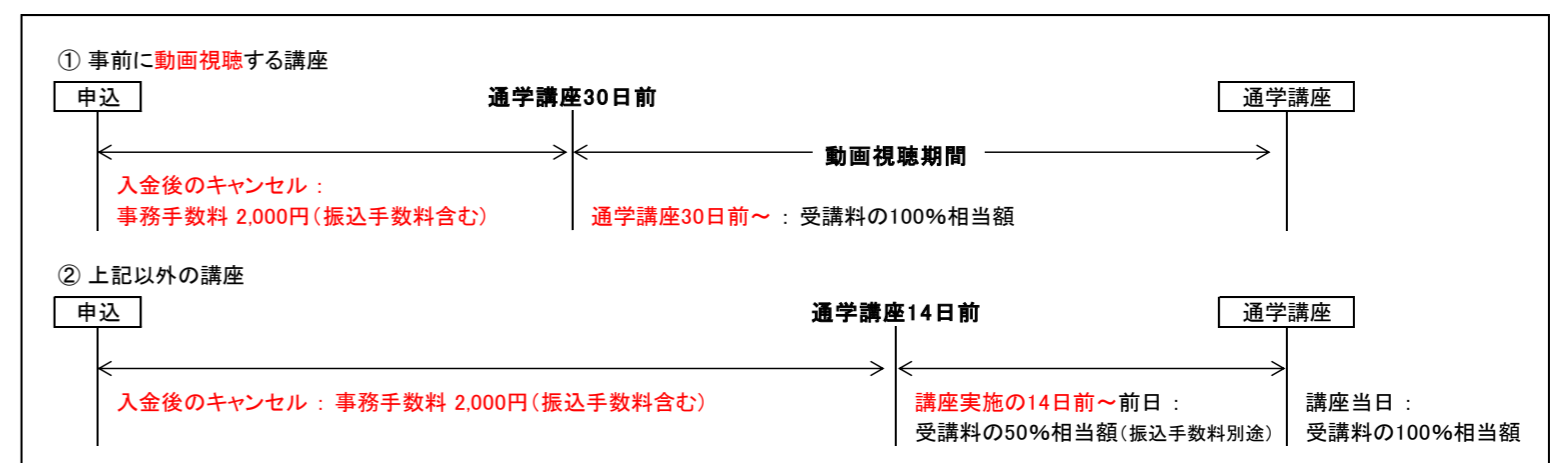 ① 事前に動画視聴する講座
申込 通学講座30日前 通学講座
動画視聴期間
入金後のキャンセル :
事務手数料 2,000円(振込手数料含む) 通学講座30日前～ : 受講料の100%相当額
② 上記以外の講座
申込 通学講座14日前 通学講座
入金後のキャンセル : 事務手数料 2,000円(振込手数料含む) 講座実施の14日前～前日 : 講座当日 :
受講料の50%相当額(振込手数料別途) 受講料の100%相当額